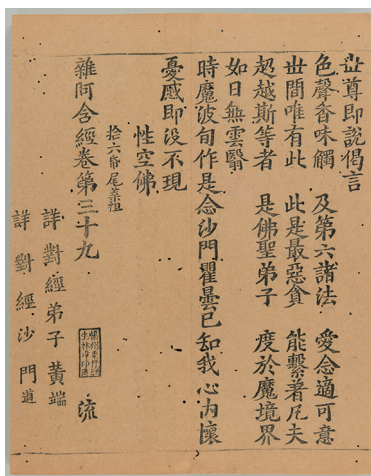 世尊即說偈言
色聲香味觸 及第六諸法 愛念適可意
世間唯有此 此是最惡貪 能繫著凡夫
超越斯等者 是佛聖弟子 度於魔境界
如日無雲翳
時魔波旬作是念沙門瞿曇已知我心內懷
憂慼即没不現
性空佛
雜阿含經卷第三十九
詳對經弟子黃端
流
詳對經沙門道